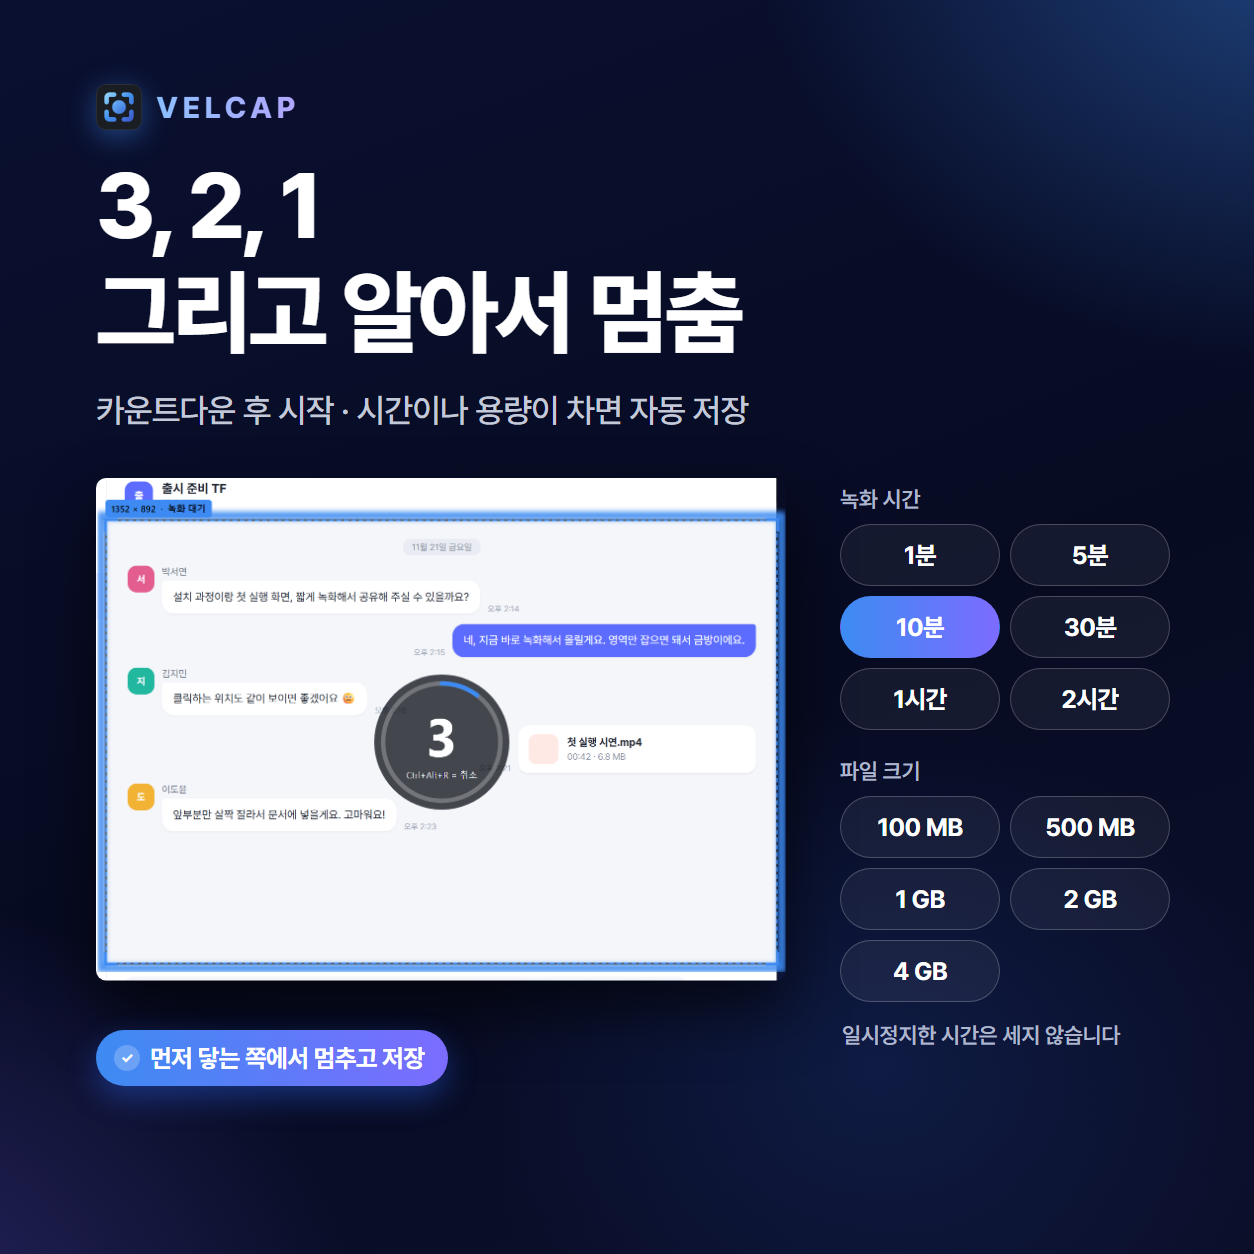 VELCAP
3, 2, 1
그리고 알아서 멈춤
카운트다운 후 시작 · 시간이나 용량이 차면 자동 저장
출
출시 준비 TF
1352 × 892 · 녹화 대기
11월 21일 금요일
서
박서연
설치 과정이랑 첫 실행 화면, 짧게 녹화해서 공유해 주실 수 있을까요?
오후 2:14
네, 지금 바로 녹화해서 올릴게요. 영역만 잡으면 돼서 금방이에요.
오후 2:15
지
김지민
클릭하는 위치도 같이 보이면 좋겠어요 😄
3
Ctrl+Alt+R = 취소
첫 실행 시연.mp4
00:42 · 6.8 MB
도
이도윤
앞부분만 살짝 잘라서 문서에 넣을게요. 고마워요!
오후 2:23
먼저 닿는 쪽에서 멈추고 저장
녹화 시간
1분
5분
10분
30분
1시간
2시간
파일 크기
100 MB
500 MB
1 GB
2 GB
4 GB
일시정지한 시간은 세지 않습니다